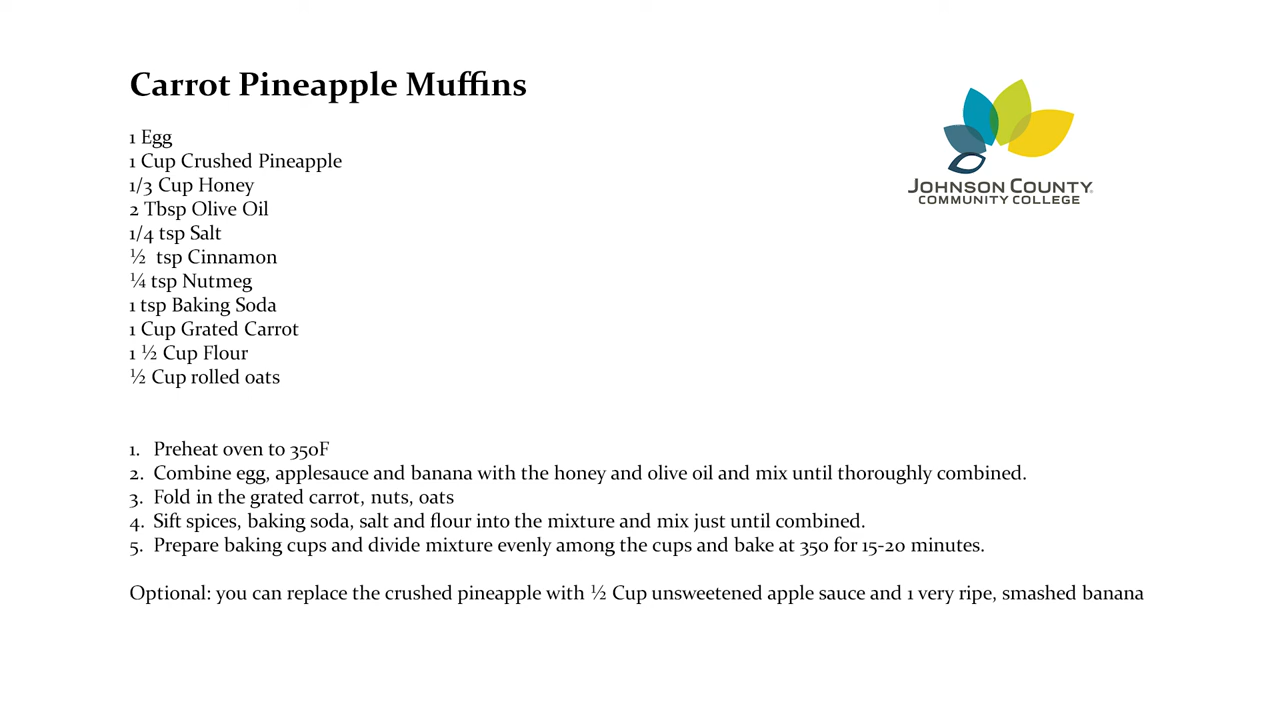 Carrot Pineapple Muffins
JOHNSON COUNTY®
COMMUNITY COLLEGE
1 Egg
1 Cup Crushed Pineapple
1/3 Cup Honey
2 Tbsp Olive Oil
1/4 tsp Salt
½  tsp Cinnamon
¼ tsp Nutmeg
1 tsp Baking Soda
1 Cup Grated Carrot
1 ½ Cup Flour
½ Cup rolled oats
1. Preheat oven to 350F
2. Combine egg, applesauce and banana with the honey and olive oil and mix until thoroughly combined.
3. Fold in the grated carrot, nuts, oats
4. Sift spices, baking soda, salt and flour into the mixture and mix just until combined.
5. Prepare baking cups and divide mixture evenly among the cups and bake at 350 for 15-20 minutes.
Optional: you can replace the crushed pineapple with ½ Cup unsweetened apple sauce and 1 very ripe, smashed banana